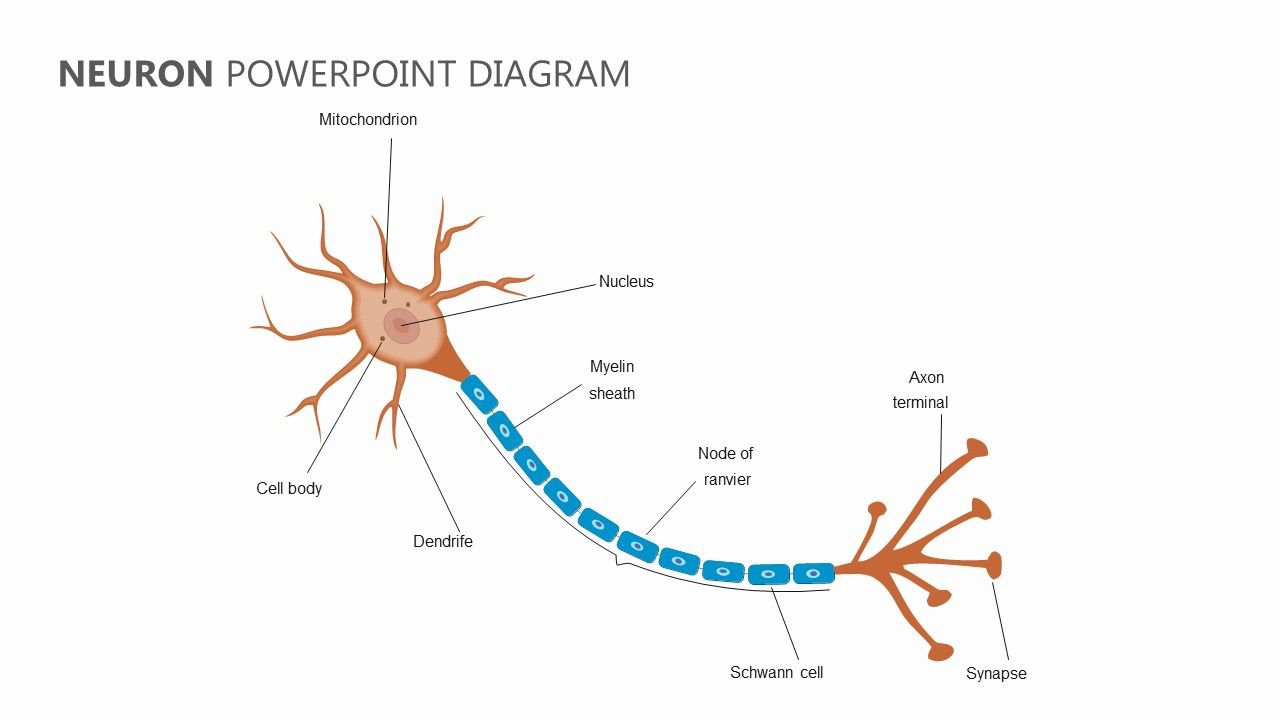 NEURON POWERPOINT DIAGRAM
Mitochondrion
Nucleus
Myelin
sheath
Axon
terminal
Node of
ranvier
Cell body
Dendrife
Schwann cell
Synapse